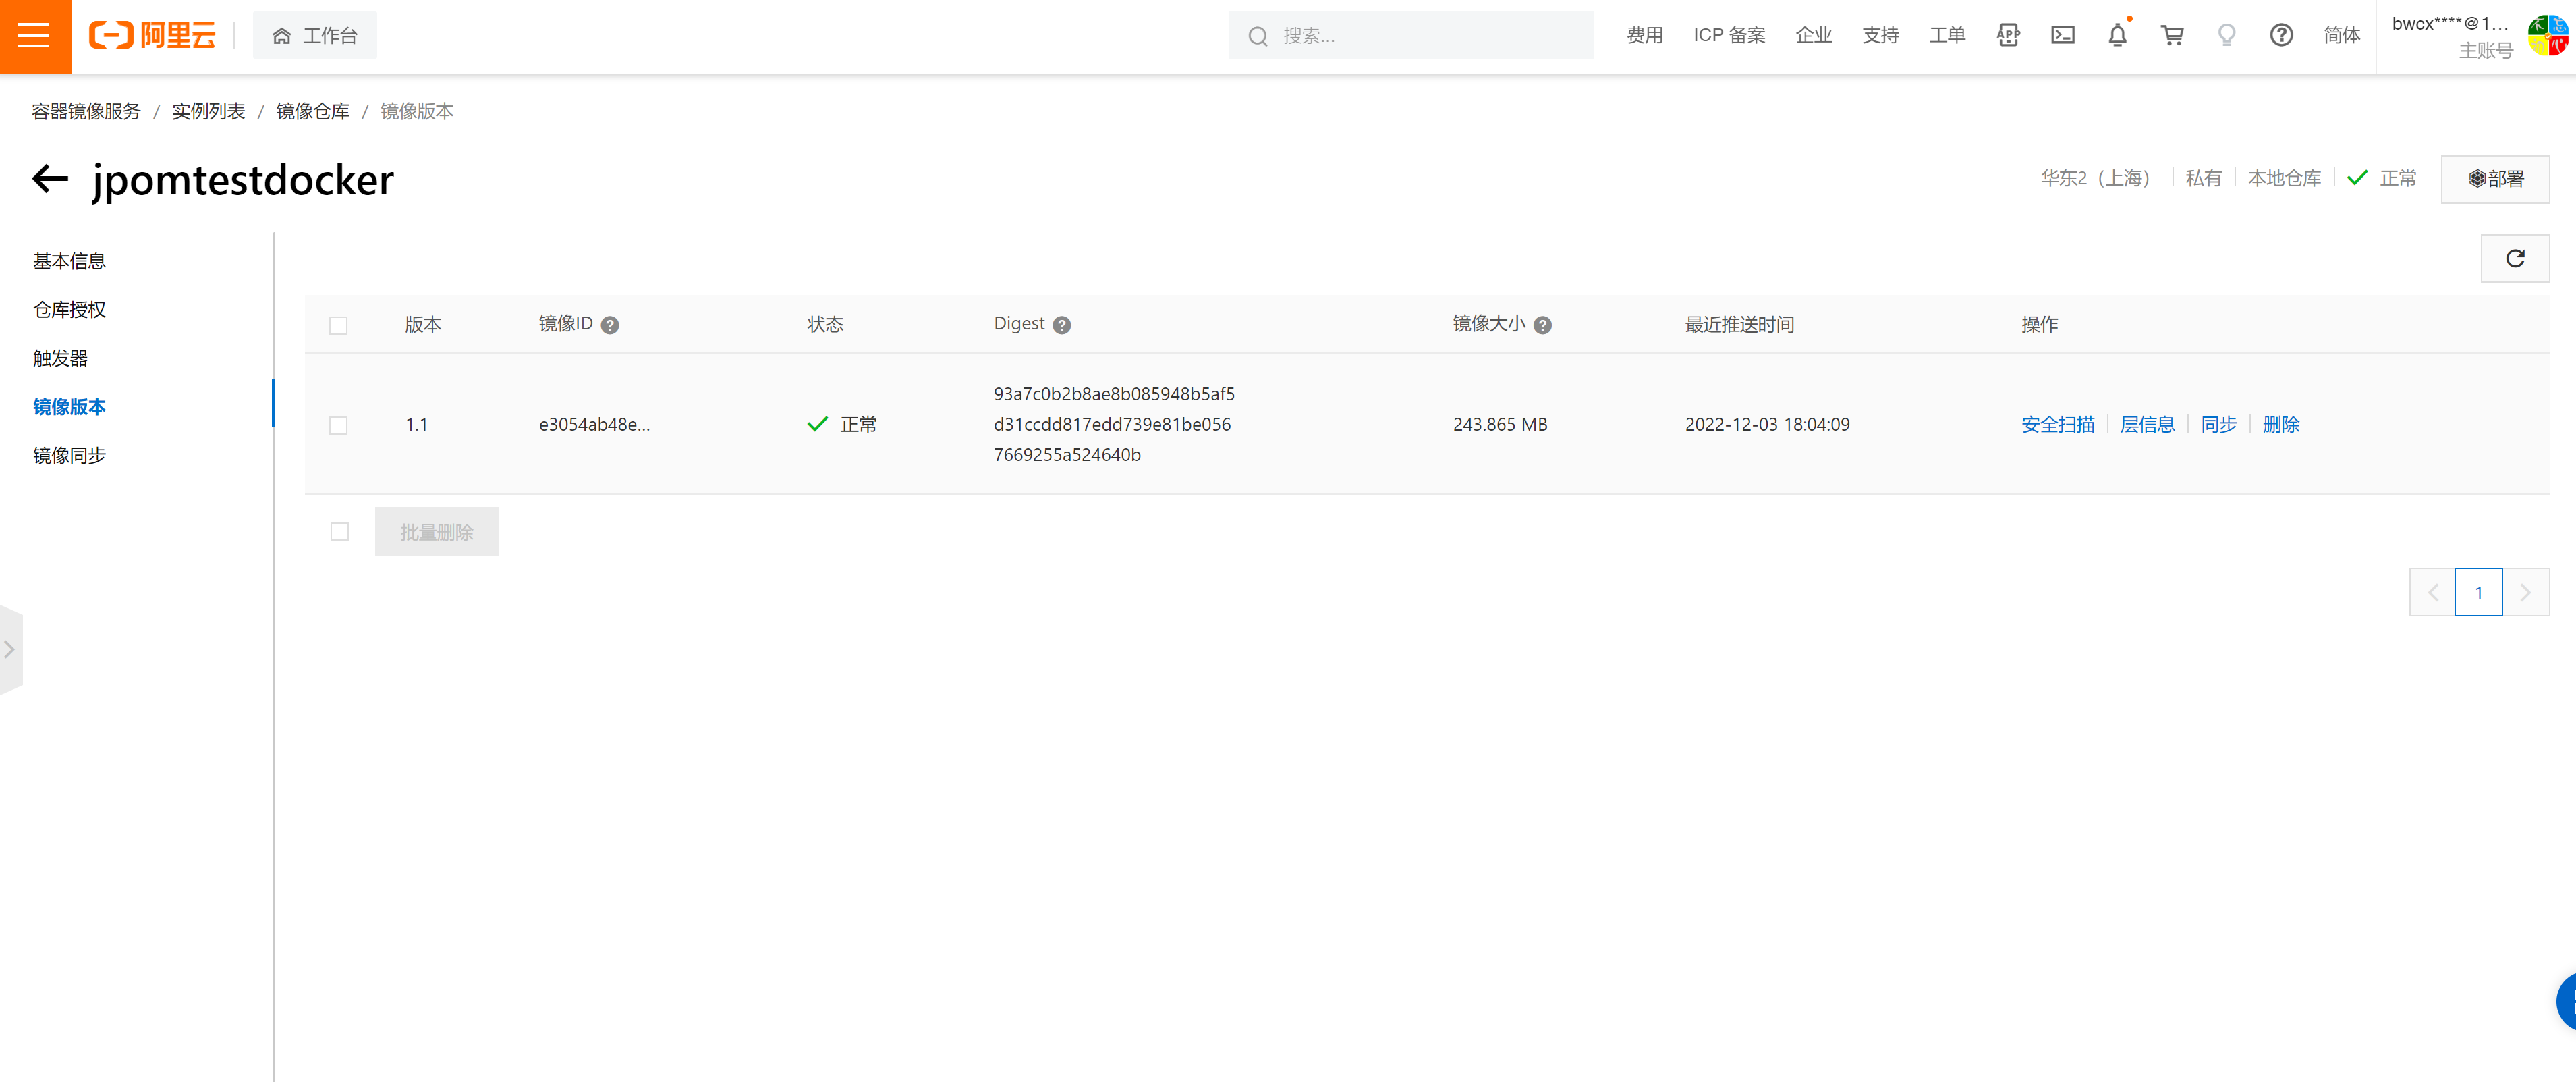 阿里云
工作台
搜索...
费用
ICP 备案
企业
支持
工单
APP
简体
bwcx****@1...
主账号
容器镜像服务 / 实例列表 / 镜像仓库 / 镜像版本
jpomtestdocker
华东2（上海）
私有
本地仓库
正常
部署
基本信息
仓库授权
触发器
镜像版本
镜像同步
版本
镜像ID
状态
Digest
镜像大小
最近推送时间
操作
1.1
e3054ab48e...
正常
93a7c0b2b8ae8b085948b5af5
d31ccdd817edd739e81be056
7669255a524640b
243.865 MB
2022-12-03 18:04:09
安全扫描
层信息
同步
删除
批量删除
1